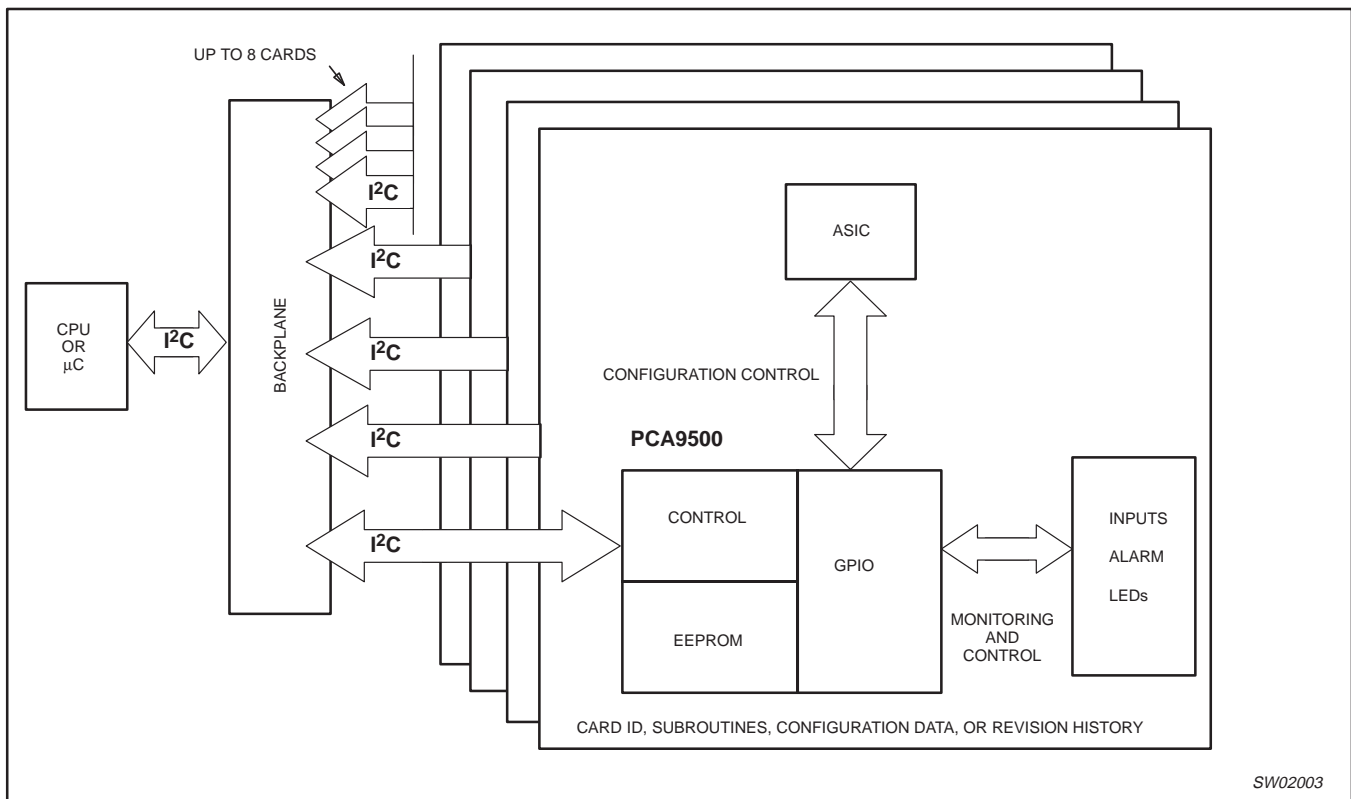 UP TO 8 CARDS
I²C
I²C
I²C
I²C
I²C
I²C
CPU
OR
µC
BACKPLANE
ASIC
CONFIGURATION CONTROL
PCA9500
CONTROL
EEPROM
GPIO
INPUTS
ALARM
LEDs
MONITORING
AND
CONTROL
CARD ID, SUBROUTINES, CONFIGURATION DATA, OR REVISION HISTORY
SW02003